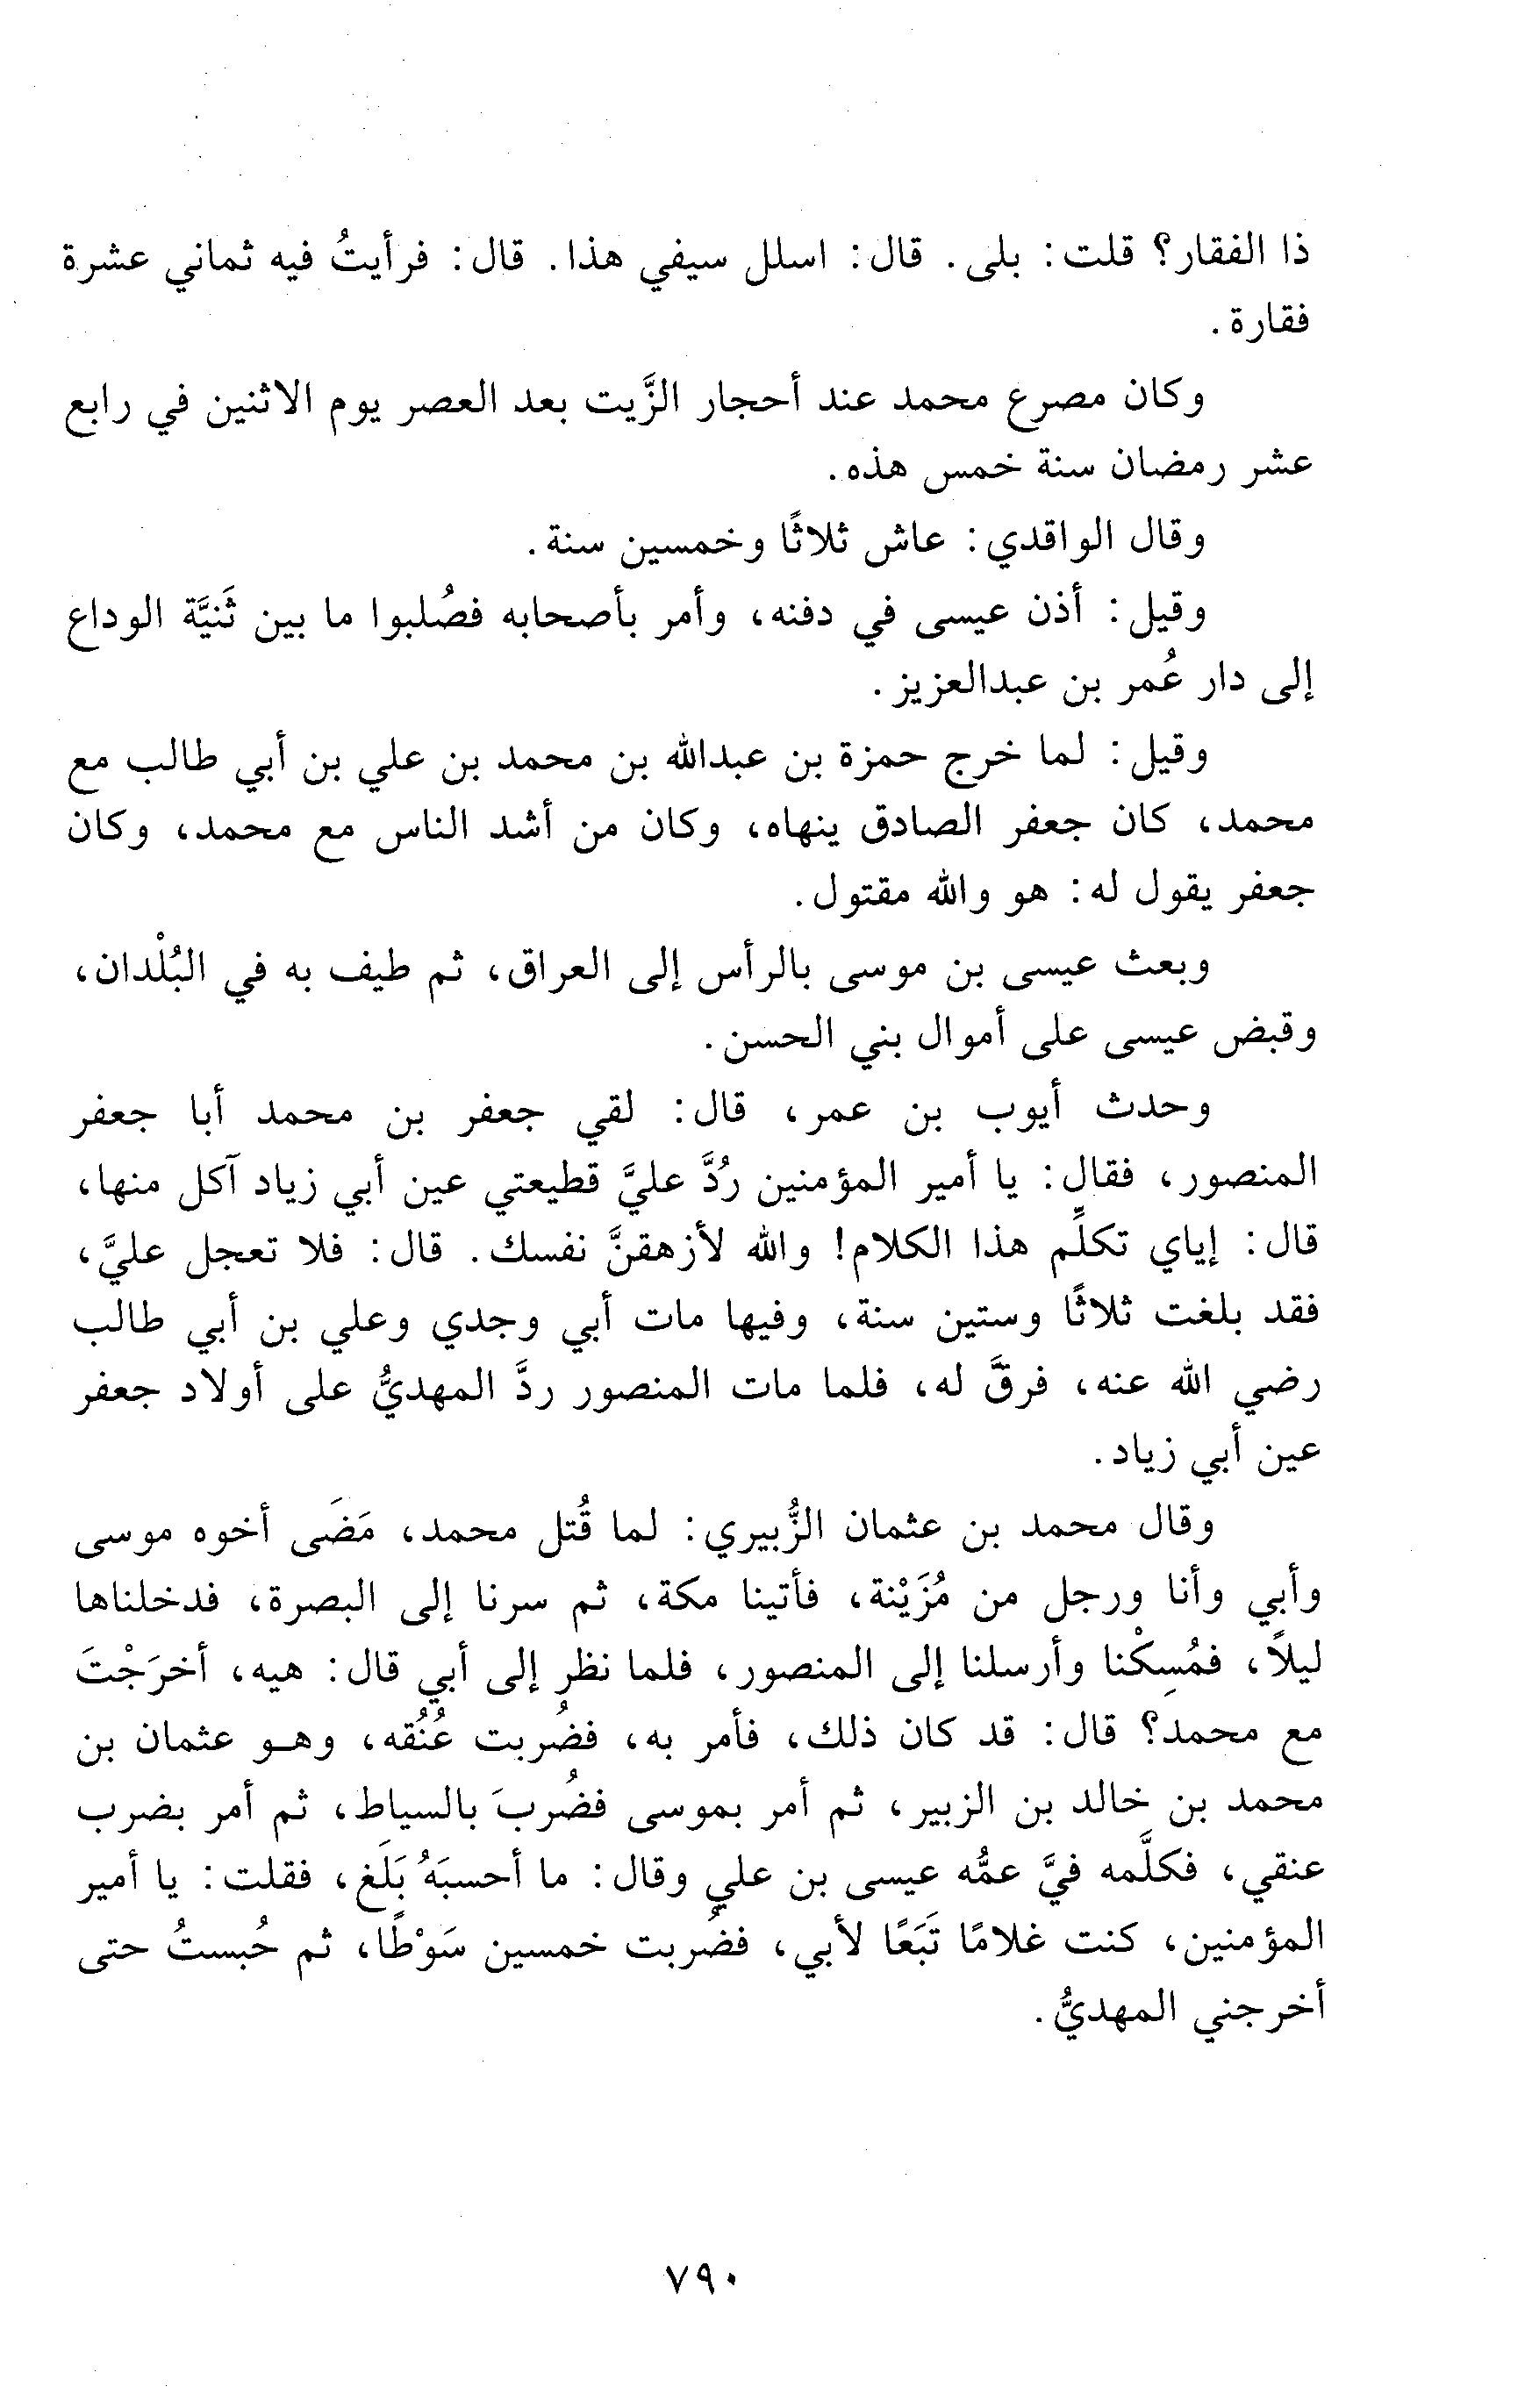 ذا الفقار؟ قلت: بلى. قال: اسلل سيفي هذا. قال: فرأيتُ فيه ثماني عشرة
فقارة.
وكان مصرع محمد عند أحجار الزَّيت بعد العصر يوم الاثنين في رابع
عشر رمضان سنة خمس هذه.
وقال الواقدي: عاش ثلاثًا وخمسين سنة.
وقيل: أذن عيسى في دفنه، وأمر بأصحابه فصُلبوا ما بين ثَنيَّة الوداع
إلى دار عُمر بن عبدالعزيز.
وقيل: لما خرج حمزة بن عبدالله بن محمد بن علي بن أبي طالب مع
محمد، كان جعفر الصادق ينهاه، وكان من أشد الناس مع محمد، وكان
جعفر يقول له: هو والله مقتول.
وبعث عيسى بن موسى بالرأس إلى العراق، ثم طيف به في البُلْدان،
وقبض عيسى على أموال بني الحسن.
وحدث أيوب بن عمر، قال: لقي جعفر بن محمد أبا جعفر
المنصور، فقال: يا أمير المؤمنين رُدَّ عليَّ قطيعتي عين أبي زياد آكل منها،
قال: إياي تكلِّم هذا الكلام! والله لأزهقنَّ نفسك. قال: فلا تعجل عليَّ،
فقد بلغت ثلاثًا وستين سنة، وفيها مات أبي وجدي وعلي بن أبي طالب
رضي الله عنه، فرقَّ له، فلما مات المنصور ردَّ المهديُّ على أولاد جعفر
عين أبي زياد.
وقال محمد بن عثمان الزُّبيري: لما قُتل محمد، مَضَى أخوه موسى
وأبي وأنا ورجل من مُزَيْنة، فأتينا مكة، ثم سرنا إلى البصرة، فدخلناها
ليلاً، فمُسِكْنا وأرسلنا إلى المنصور، فلما نظر إلى أبي قال: هيه، أخرَجْتَ
مع محمد؟ قال: قد كان ذلك، فأمر به، فضُربت عُنُقه، وهو عثمان بن
محمد بن خالد بن الزبير، ثم أمر بموسى فضُربَ بالسياط، ثم أمر بضرب
عنقي، فكلَّمه فيَّ عمُّه عيسى بن علي وقال: ما أحسبَهُ بَلَغ، فقلت: يا أمير
المؤمنين، كنت غلامًا تَبَعًا لأبي، فضُربت خمسين سَوْطًا، ثم حُبستُ حتى
أخرجني المهديُّ.
٧٩٠